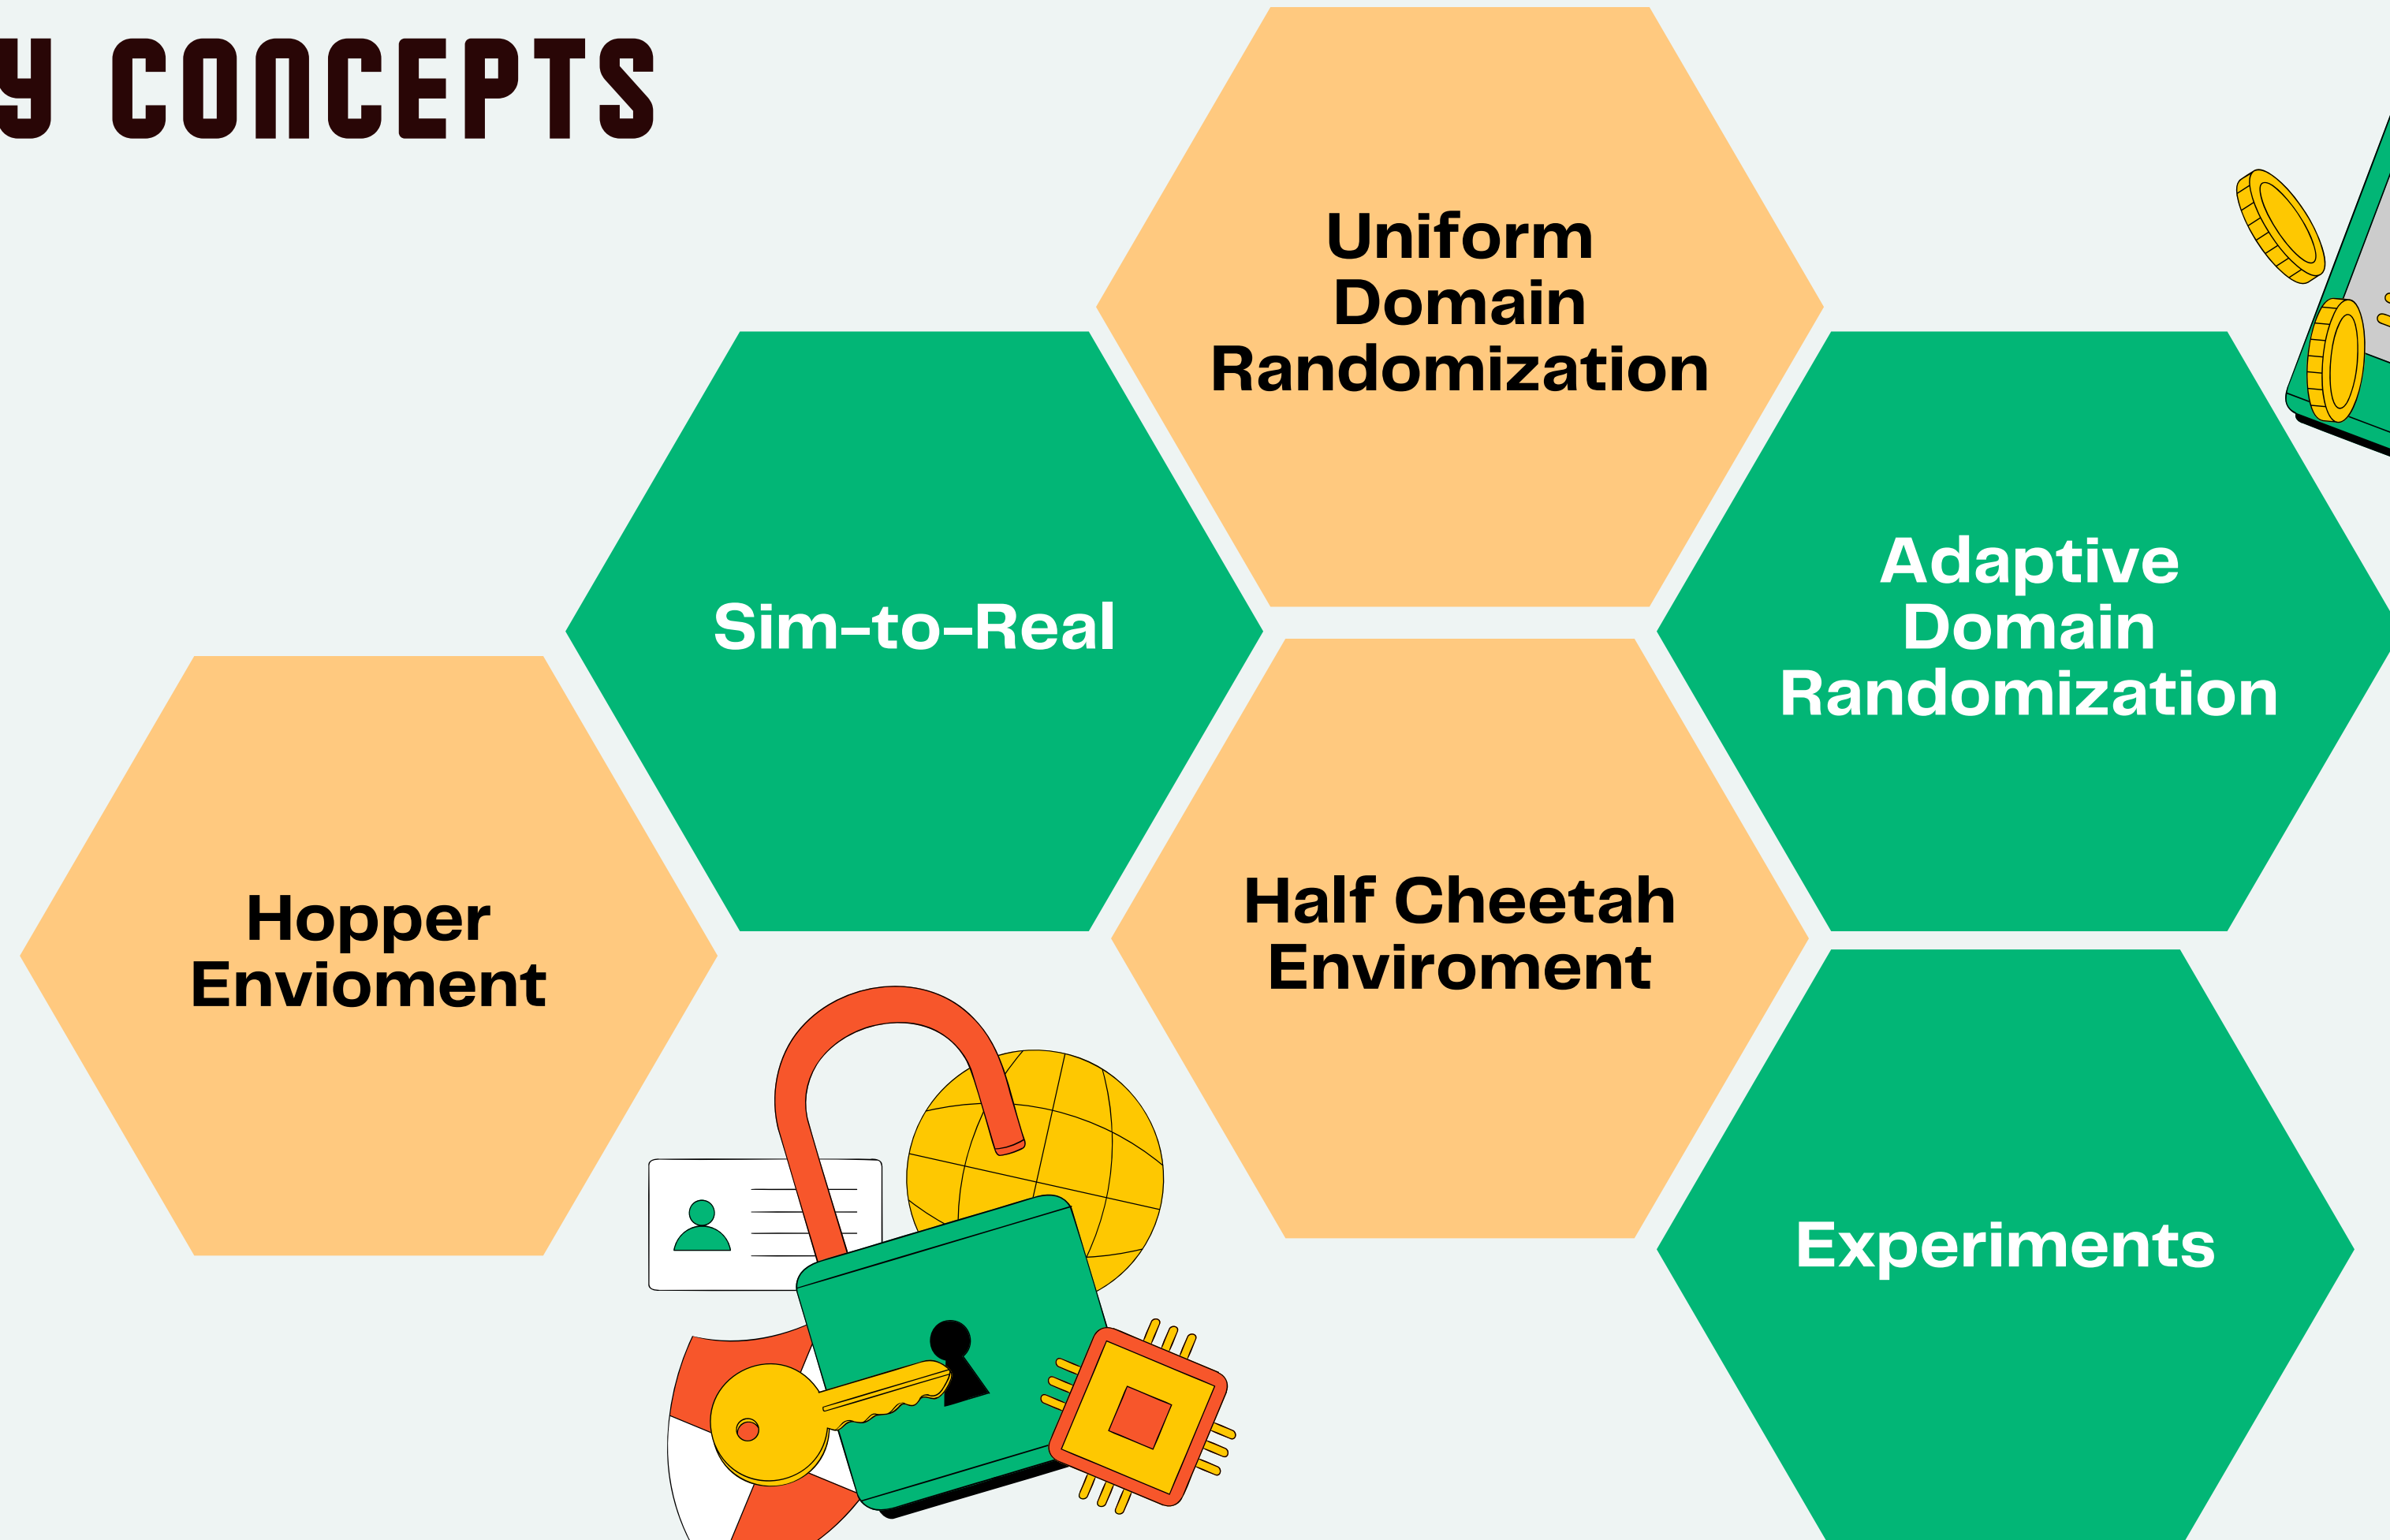 Y CONCEPTS
Uniform
Domain
Randomization
Sim-to-Real
Adaptive
Domain
Randomization
Hopper
Envioment
Half Cheetah
Enviroment
Experiments